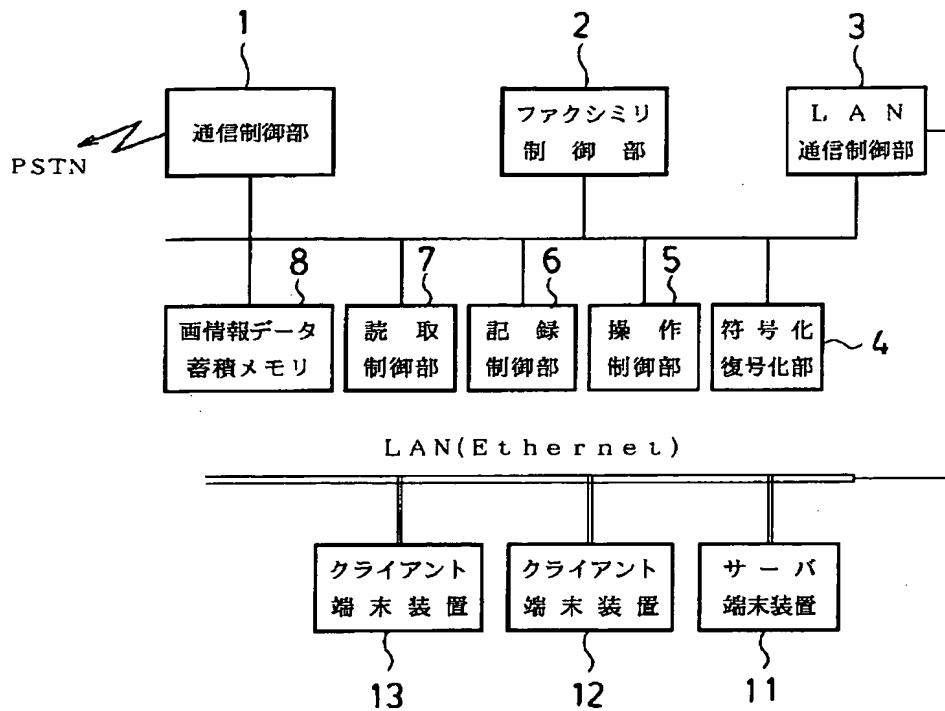 1
2
3
通信制御部
ファクシミリ
制御部
LAN
通信制御部
PSTN
8
7
6
5
画情報データ
蓄積メモリ
読取
制御部
記録
制御部
操作
制御部
符号化
復号化部
4
LAN(Ethernet)
クライアント
端末装置
クライアント
端末装置
サーバ
端末装置
13
12
11